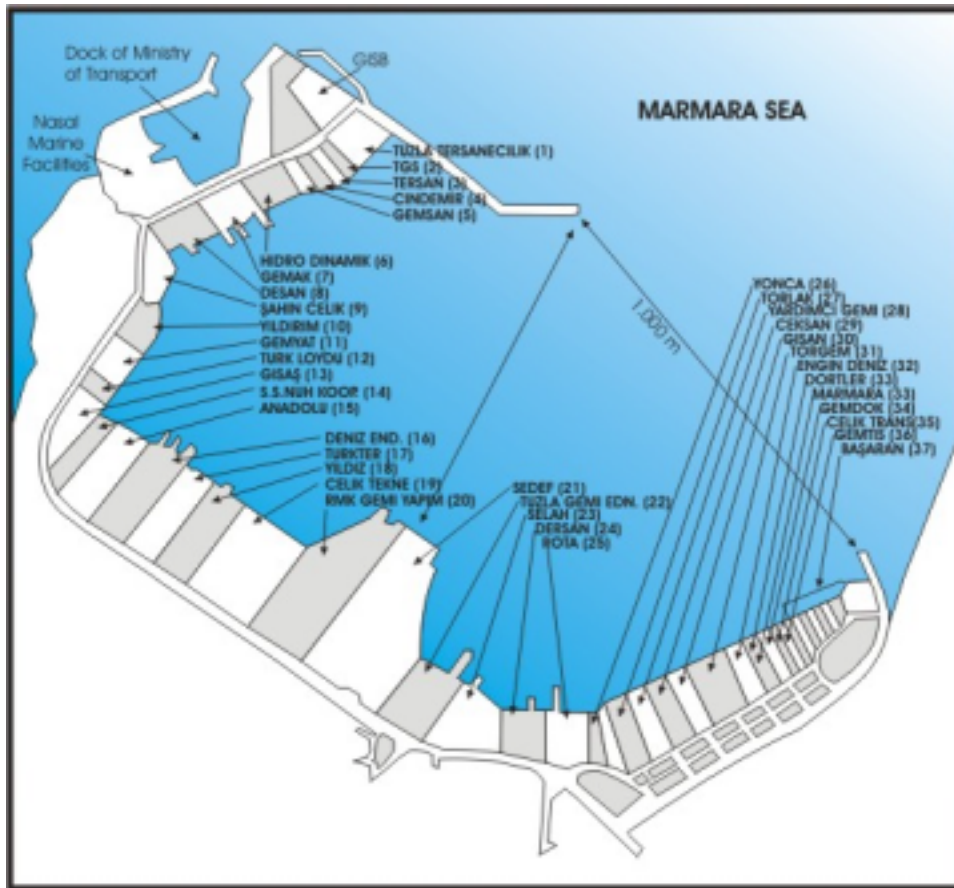 Dock of Ministry
of Transport
GISB
Nasal
Marine
Facilities
MARMARA SEA
TUZLA TERSANECILIK (1)
TGS (2)
TERSAN (3)
CINDEMIR (4)
GEMSAN (5)
HIDRO DINAMIK (6)
GEMAK (7)
DESAN (8)
ŞAHIN CELIK (9)
YILDIRIM (10)
GEMYAT (11)
TURK LOYDU (12)
GISAŞ (13)
S.S.NUH KOOP. (14)
ANADOLU (15)
DENIZ END. (16)
TURKTER (17)
YILDIZ (18)
CELIK TEKNE (19)
RMK GEMI YAPIM (20)
SEDEF (21)
TUZLA GEMI EDN. (22)
SELAH (23)
DERSAN (24)
ROTA (25)
1.000 m
YONCA (26)
TORLAK (27)
YARDIMCI GEMI (28)
CEKSAN (29)
GISAN (30)
TORGEM (31)
ENGIN DENIZ (32)
DORTLER (33)
MARMARA (33)
GEMDOK (34)
CELIK TRANS(35)
GEMTIS (36)
BAŞARAN (37)